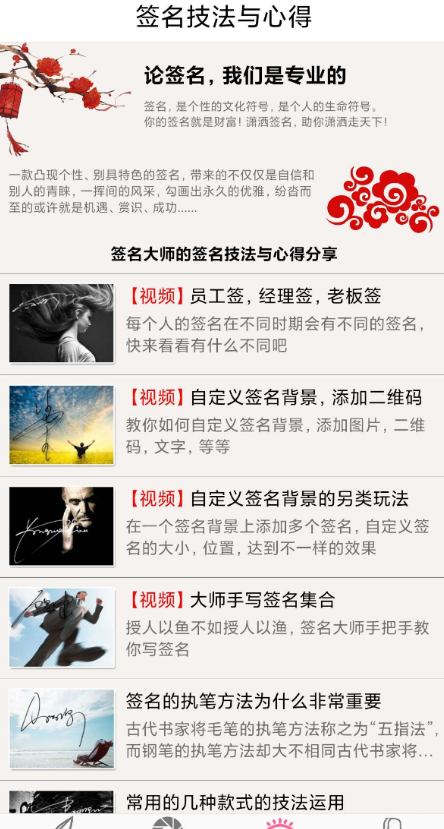 签名技法与心得
论签名，我们是专业的
签名，是个性的文化符号，是个人的生命符号。
你的签名就是财富！潇洒签名，助你潇洒走天下！
一款凸现个性、别具特色的签名，带来的不仅仅是自信和
别人的青睐，一挥间的风采，勾画出永久的优雅，纷沓而
至的或许就是机遇、赏识、成功......
签名大师的签名技法与心得分享
【视频】员工签，经理签，老板签
每个人的签名在不同时期会有不同的签名，
快来看看有什么不同吧
【视频】自定义签名背景，添加二维码
教你如何自定义签名背景，添加图片，二维
码，文字，等等
【视频】自定义签名背景的另类玩法
在一个签名背景上添加多个签名，自定义签
名的大小，位置，达到不一样的效果
【视频】大师手写签名集合
授人以鱼不如授人以渔，签名大师手把手教
你写签名
签名的执笔方法为什么非常重要
古代书家将毛笔的执笔方法称之为“五指法”，
而钢笔的执笔方法却大不相同古代书家将...
常用的几种款式的技法运用